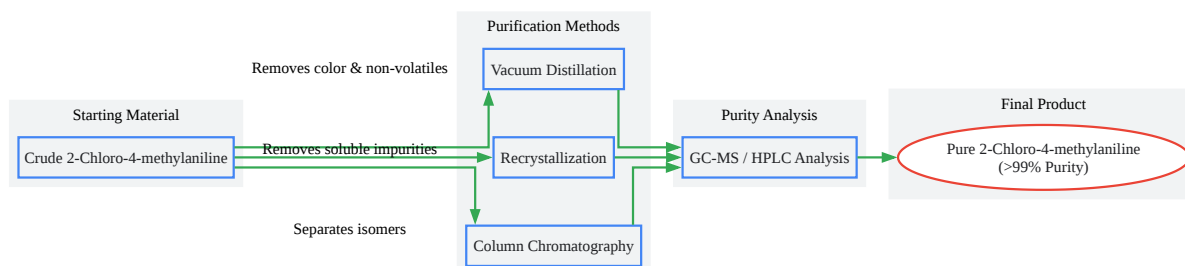 Purification Methods
Removes color & non-volatiles
Vacuum Distillation
Starting Material
Purity Analysis
Final Product
Crude 2-Chloro-4-methylaniline
Removes soluble impurities
Recrystallization
GC-MS / HPLC Analysis
Pure 2-Chloro-4-methylaniline
(>99% Purity)
Separates isomers
Column Chromatography